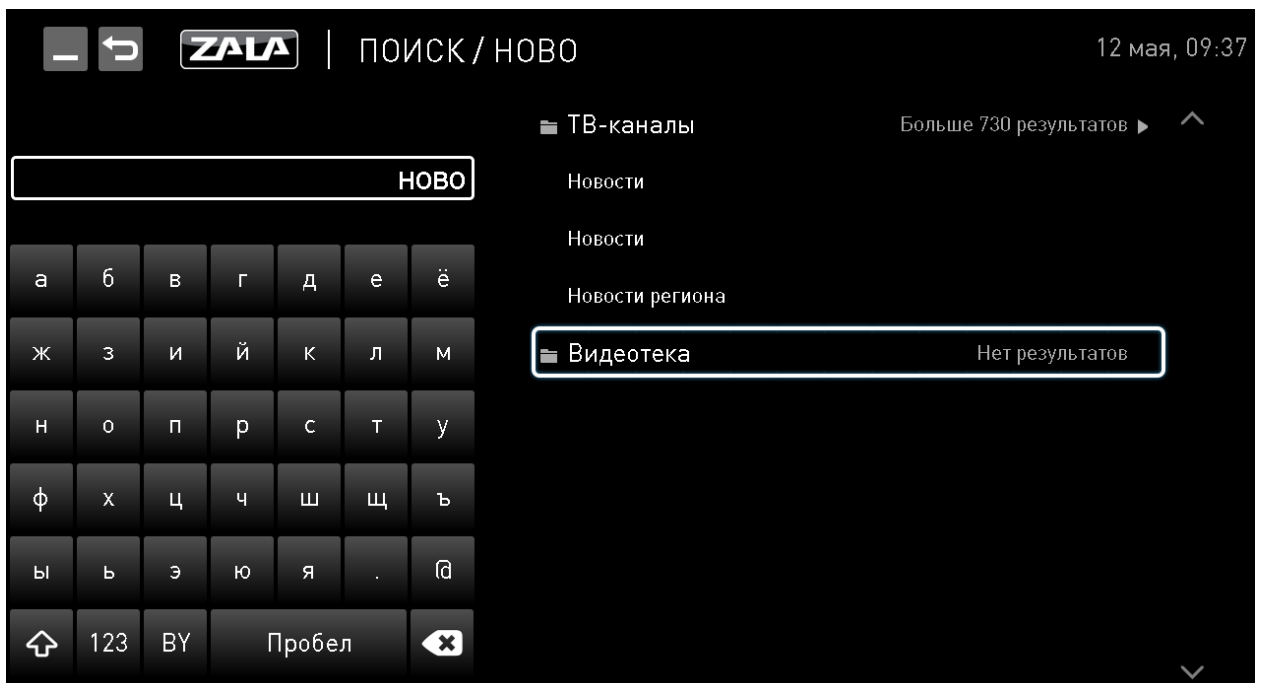 ZALA | ПОИСК / НОВО
12 мая, 09:37
ново
а б в г д е ё
ж з и й к л м
н о п р с т у
ф х ц ч ш щ ъ
ы ь э ю я . @
123 BY Пробел
ТВ-каналы Больше 730 результатов
Новости
Новости
Новости региона
Видеотека Нет результатов